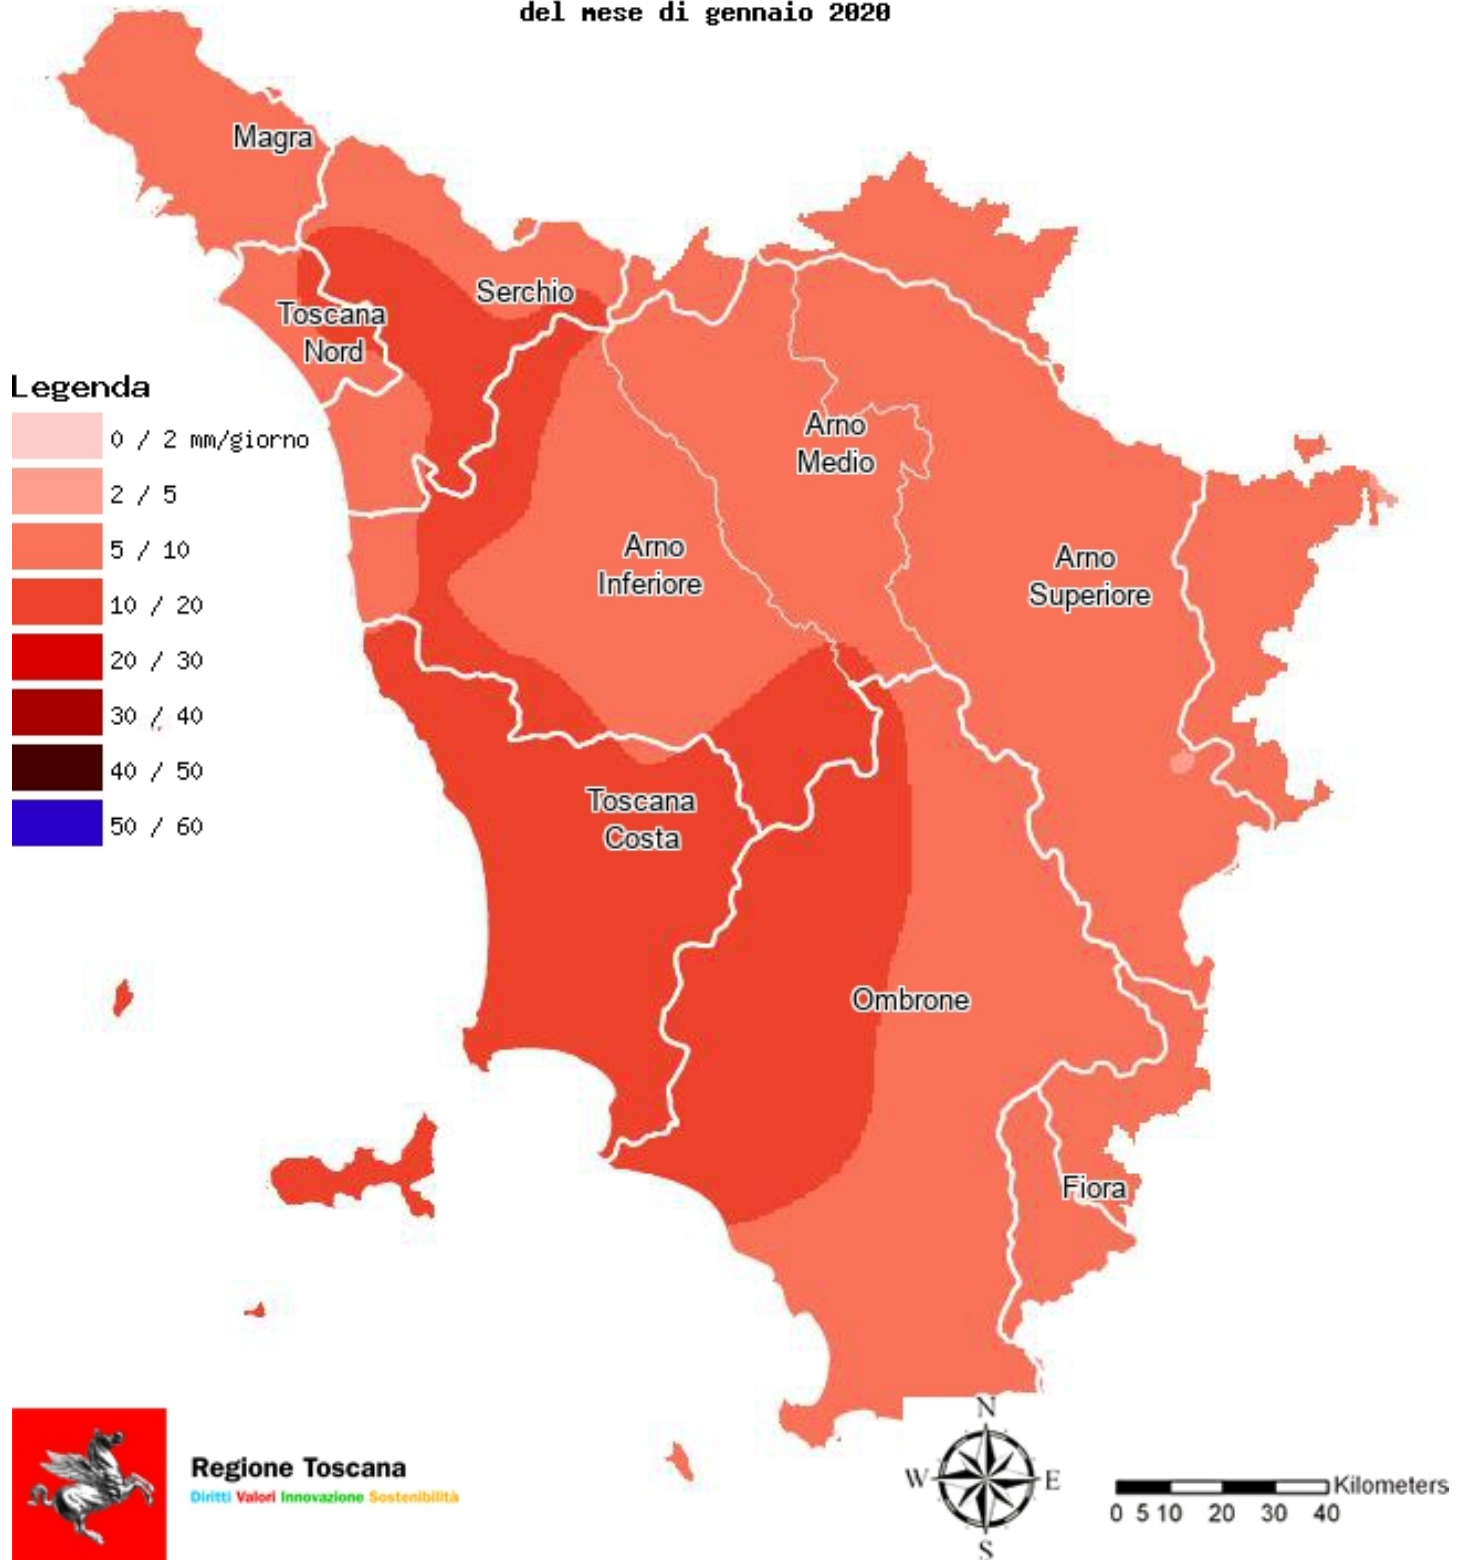 del mese di gennaio 2020
Magra
Serchio
Toscana
Nord
Legenda
0 / 2 mm/giorno
2 / 5
5 / 10
10 / 20
20 / 30
30 / 40
40 / 50
50 / 60
Arno
Medio
Arno
Inferiore
Arno
Superiore
Toscana
Costa
Ombrone
Fiora
Regione Toscana
Diritti Valori Innovazione Sostenibilità
N
W E
S
Kilometers
0 5 10 20 30 40